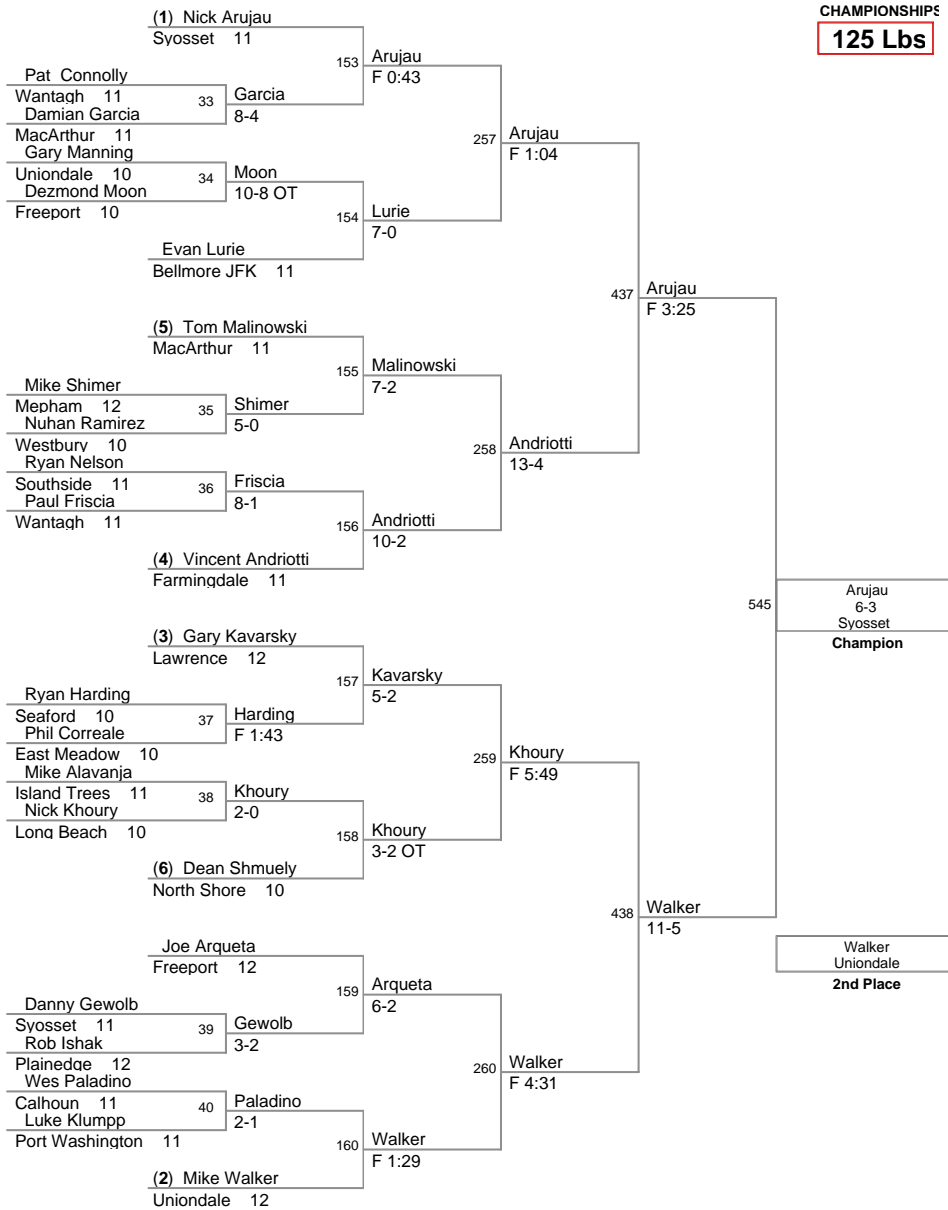 CHAMPIONSHIPS
125 Lbs
(1) Nick Arujau
Syosset 11
153
Arujau
F 0:43
Pat Connolly
Wantagh 11
33
Garcia
Damian Garcia
8-4
MacArthur 11
257
Arujau
F 1:04
Gary Manning
Uniondale 10
34
Moon
Dezmond Moon
10-8 OT
Freeport 10
154
Lurie
7-0
Evan Lurie
Bellmore JFK 11
437
Arujau
F 3:25
(5) Tom Malinowski
MacArthur 11
155
Malinowski
7-2
Mike Shimer
Mepham 12
35
Shimer
Nuhan Ramirez
5-0
Westbury 10
258
Andriotti
13-4
Ryan Nelson
Southside 11
36
Friscia
Paul Friscia
8-1
Wantagh 11
156
Andriotti
10-2
(4) Vincent Andriotti
Farmingdale 11
545
Arujau
6-3
Syosset
Champion
(3) Gary Kavarsky
Lawrence 12
157
Kavarsky
5-2
Ryan Harding
Seaford 10
37
Harding
Phil Correale
F 1:43
East Meadow 10
259
Khoury
F 5:49
Mike Alavanja
Island Trees 11
38
Khoury
Nick Khoury
2-0
Long Beach 10
158
Khoury
3-2 OT
(6) Dean Shmuely
North Shore 10
438
Walker
11-5
Walker
Uniondale
2nd Place
Joe Arqueta
Freeport 12
159
Arqueta
6-2
Danny Gewolb
Syosset 11
39
Gewolb
Rob Ishak
3-2
Plainedge 12
260
Walker
F 4:31
Wes Paladino
Calhoun 11
40
Paladino
Luke Klumpp
2-1
Port Washington 11
160
Walker
F 1:29
(2) Mike Walker
Uniondale 12